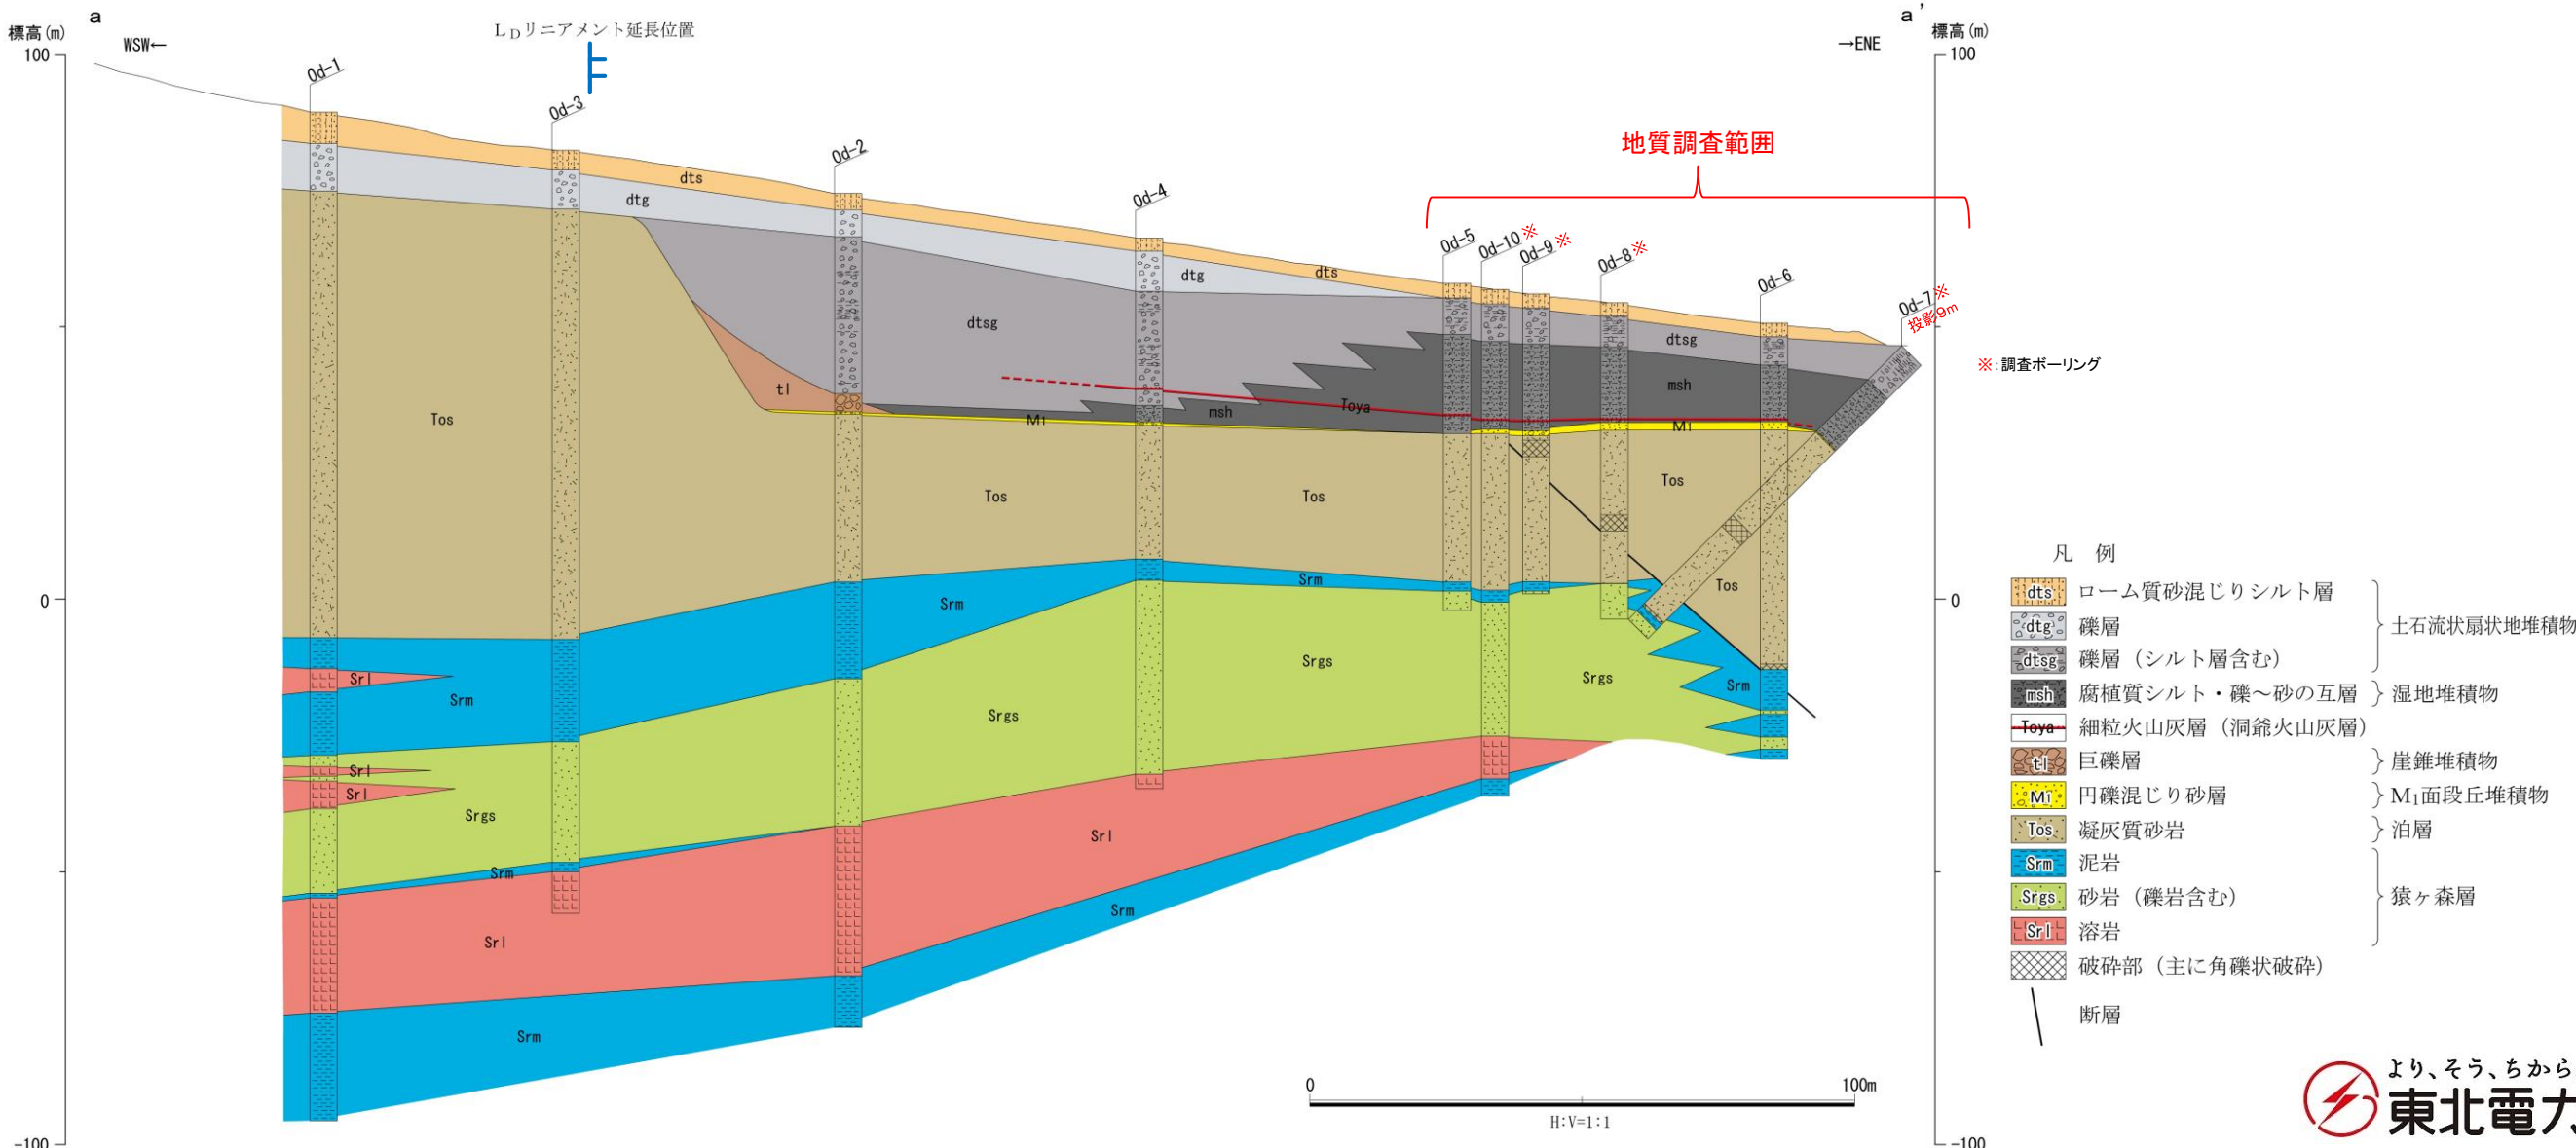 a
a’
標高(m)
WSW←
LDリニアメント延長位置
→ENE
標高(m)
100
100
0d-1
0d-3
0d-2
0d-4
地質調査範囲
0d-5
0d-10※
0d-9※
0d-8※
0d-6
0d-7※
投影9m
※:調査ボーリング
dts
dtg
dtg
dts
dtsg
dtsg
tl
msh
Toya
msh
M1
M1
Tos
Tos
Tos
Tos
Tos
0
0
Srm
Srm
Srl
Srm
Srm
Srgs
Srgs
Srgs
Srl
Srl
Srgs
Srm
Srl
Srl
Srm
Srm
凡 例
dts ローム質砂混じりシルト層
dtg 礫層
土石流状扇状地堆積物
dtsg 礫層(シルト層含む)
msh 腐植質シルト・礫~砂の互層 湿地堆積物
Toya 細粒火山灰層(洞爺火山灰層)
tl 巨礫層 崖錐堆積物
M1 円礫混じり砂層 M1面段丘堆積物
Tos 凝灰質砂岩 泊層
Srm 泥岩
Srgs 砂岩(礫岩含む) 猿ヶ森層
Srl 溶岩
破砕部(主に角礫状破砕)
断層
0
100m
H:V=1:1
-100
-100
より、そう、ちから
東北電力